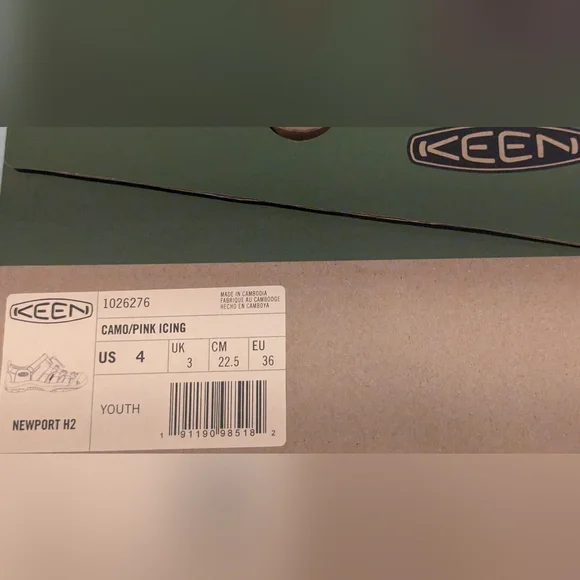 KEEN
KEEN
1026276
MADE IN CAMBODIA
FABRIQUE AU CAMBODGE
HECHO EN CAMBOYA
CAMO/PINK ICING
US 4
UK 3
CM 22.5
EU 36
NEWPORT H2
YOUTH
1 91190 98518 2